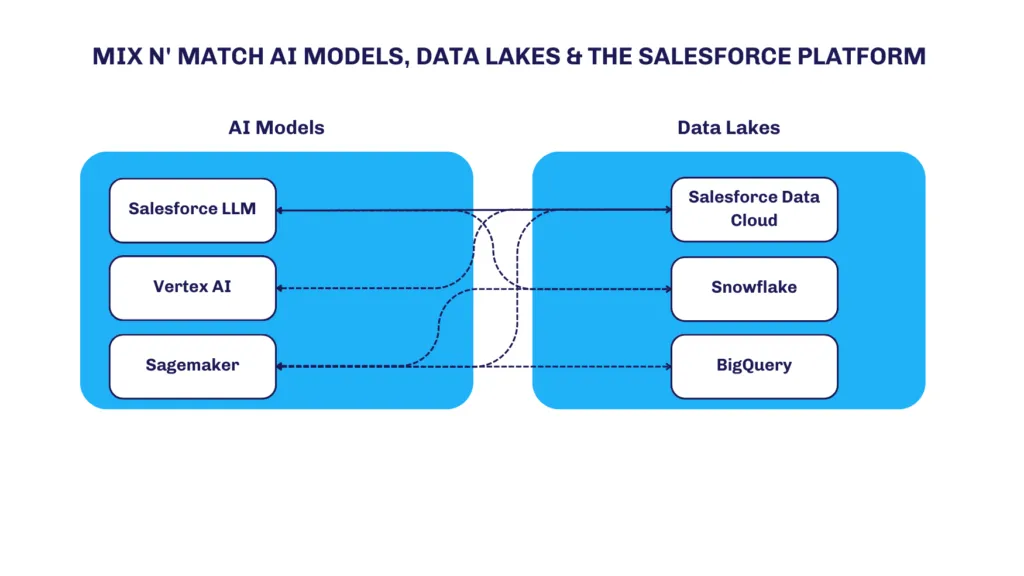 MIX N' MATCH AI MODELS, DATA LAKES & THE SALESFORCE PLATFORM
AI Models
Data Lakes
Salesforce LLM
Salesforce Data
Cloud
Vertex AI
Snowflake
Sagemaker
BigQuery